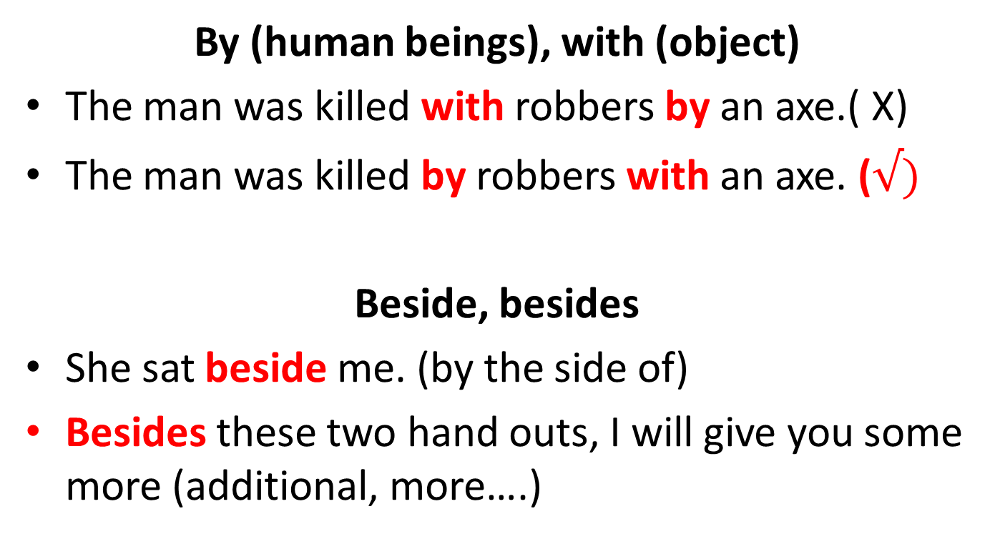 By (human beings), with (object)
• The man was killed with robbers by an axe.( X)
• The man was killed by robbers with an axe. (√)
Beside, besides
• She sat beside me. (by the side of)
• Besides these two hand outs, I will give you some
more (additional, more….)